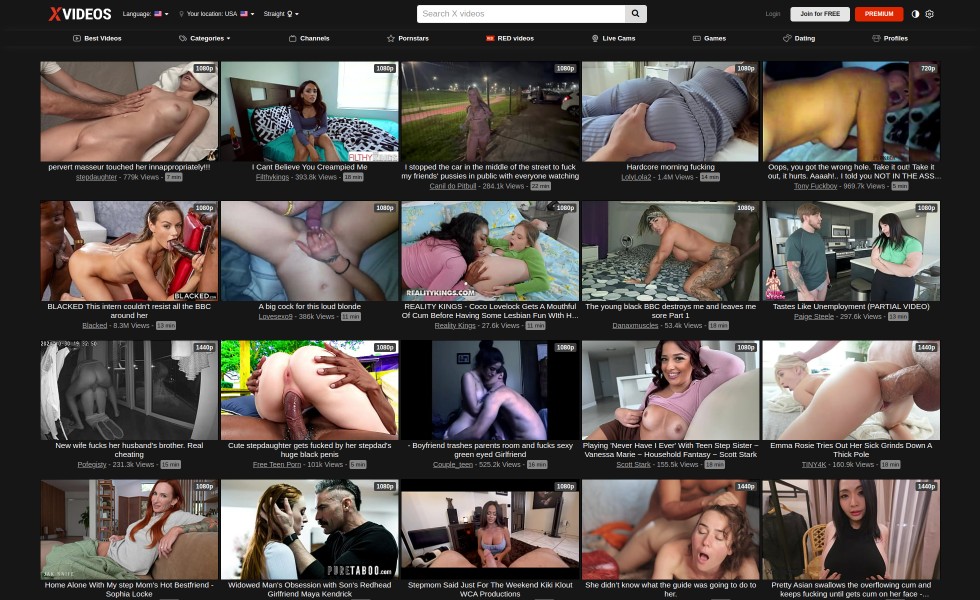 XVIDEOS
Language:
Your location: USA
Straight
Search X videos
Login
Join for FREE
PREMIUM
Best Videos
Categories
Channels
Pornstars
RED videos
Live Cams
Games
Dating
Profiles
1080p
1080p
1080p
1080p
720p
pervert masseur touched her innappropriately!!!
stepdaughter - 779k Views - 7 min
FILTHY
I Cant Believe You Creampied Me
Filthykings - 393.8k Views - 18 min
I stopped the car in the middle of the street to fuck
my friends' pussies in public with everyone watching
Canil do Pitbull - 284.1k Views - 22 min
Hardcore morning fucking
LolyLola2 - 1.4M Views - 14 min
Oops, you got the wrong hole. Take it out! Take it
out, it hurts. Aaaah!.. I told you NOT IN THE ASS...
Tony Fuckboy - 969.7k Views - 5 min
1080p
1080p
1080p
1080p
1080p
BLACKED
BLACKED This intern couldn't resist all the BBC
around her
Blacked - 8.3M Views - 13 min
A big cock for this loud blonde
Lovesexo9 - 386k Views - 11 min
REALITYKINGS.COM
REALITY KINGS - Coco Lovelock Gets A Mouthful
Of Cum Before Having Some Lesbian Fun With H...
Reality Kings - 27.6k Views - 11 min
The young black BBC destroys me and leaves me
sore Part 1
Danaxmuscles - 53.4k Views - 18 min
Tastes Like Unemployment (PARTIAL VIDEO)
Paige Steele - 297.6k Views - 13 min
1440p
1080p
1080p
1080p
1440p
New wife fucks her husband's brother. Real
cheating
Pofegisty - 231.3k Views - 15 min
Cute stepdaughter gets fucked by her stepdad's
huge black penis
Free Teen Porn - 101k Views - 5 min
- Boyfriend trashes parents room and fucks sexy
green eyed Girlfriend
Couple_teen - 525.2k Views - 16 min
Playing 'Never Have I Ever' With Teen Step Sister ~
Vanessa Marie ~ Household Fantasy ~ Scott Stark
Scott Stark - 155.5k Views - 18 min
Emma Rosie Tries Out Her Sick Grinds Down A
Thick Pole
TINY4K - 160.9k Views - 18 min
1080p
1080p
1080p
1440p
1440p
Home Alone With My step Mom's Hot Bestfriend -
Sophia Locke
PURETABOO.COM
Widowed Man's Obsession with Son's Redhead
Girlfriend Maya Kendrick
Stepmom Said Just For The Weekend Kiki Klout
WCA Productions
She didn't know what the guide was going to do to
her.
Pretty Asian swallows the overflowing cum and
keeps fucking until gets cum on her face -...